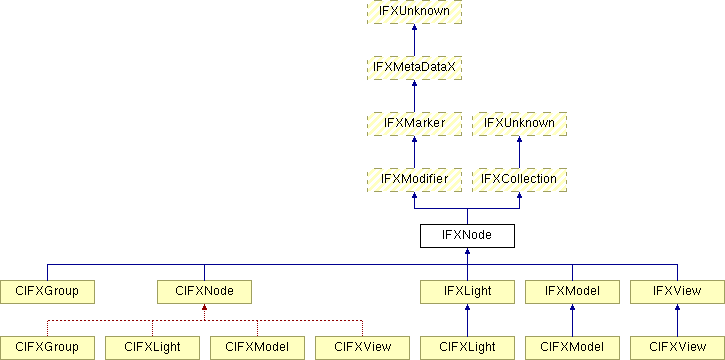 IFXUnknown
IFXMetaDataX
IFXMarker IFXUnknown
IFXModifier IFXCollection
IFXNode
CIFXGroup CIFXNode IFXLight IFXModel IFXView
CIFXGroup CIFXLight CIFXModel CIFXView CIFXLight CIFXModel CIFXView